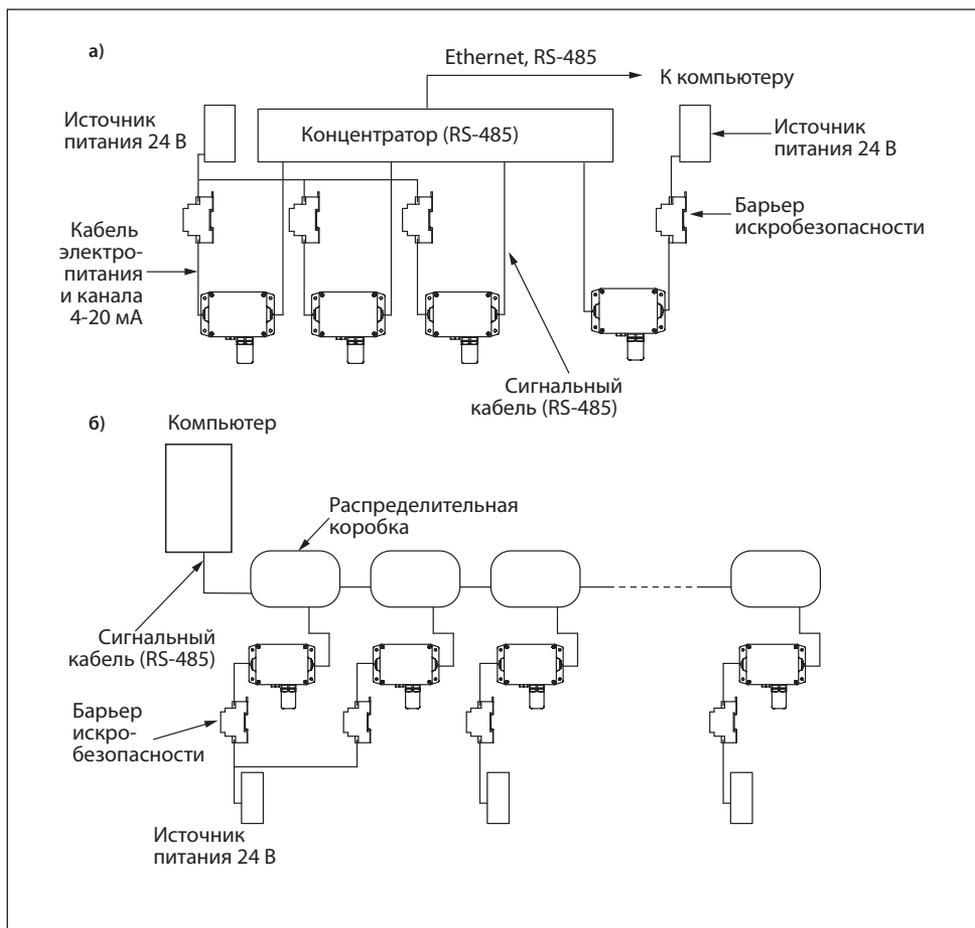 а)
Ethernet, RS-485
К компьютеру
Источник
питания 24 В
Концентратор (RS-485)
Источник
питания 24 В
Барьер
искробезопасности
Кабель
электро-
питания
и канала
4-20 мА
Сигнальный
кабель (RS-485)
б)
Компьютер
Распределительная
коробка
Сигнальный
кабель (RS-485)
Барьер
искро-
безопасности
Источник
питания 24 В